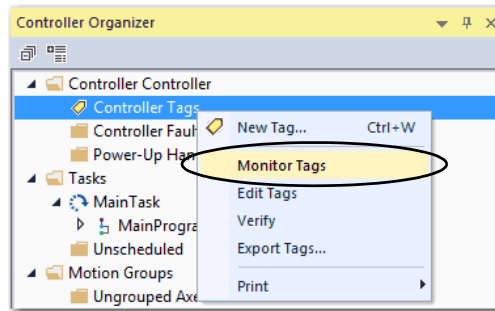 Controller Organizer
Controller Controller
Controller Tags
Controller Faul
Power-Up Han
Tasks
MainTask
MainProgra
Unscheduled
Motion Groups
Ungrouped Axe
New Tag... Ctrl+W
Monitor Tags
Edit Tags
Verify
Export Tags...
Print